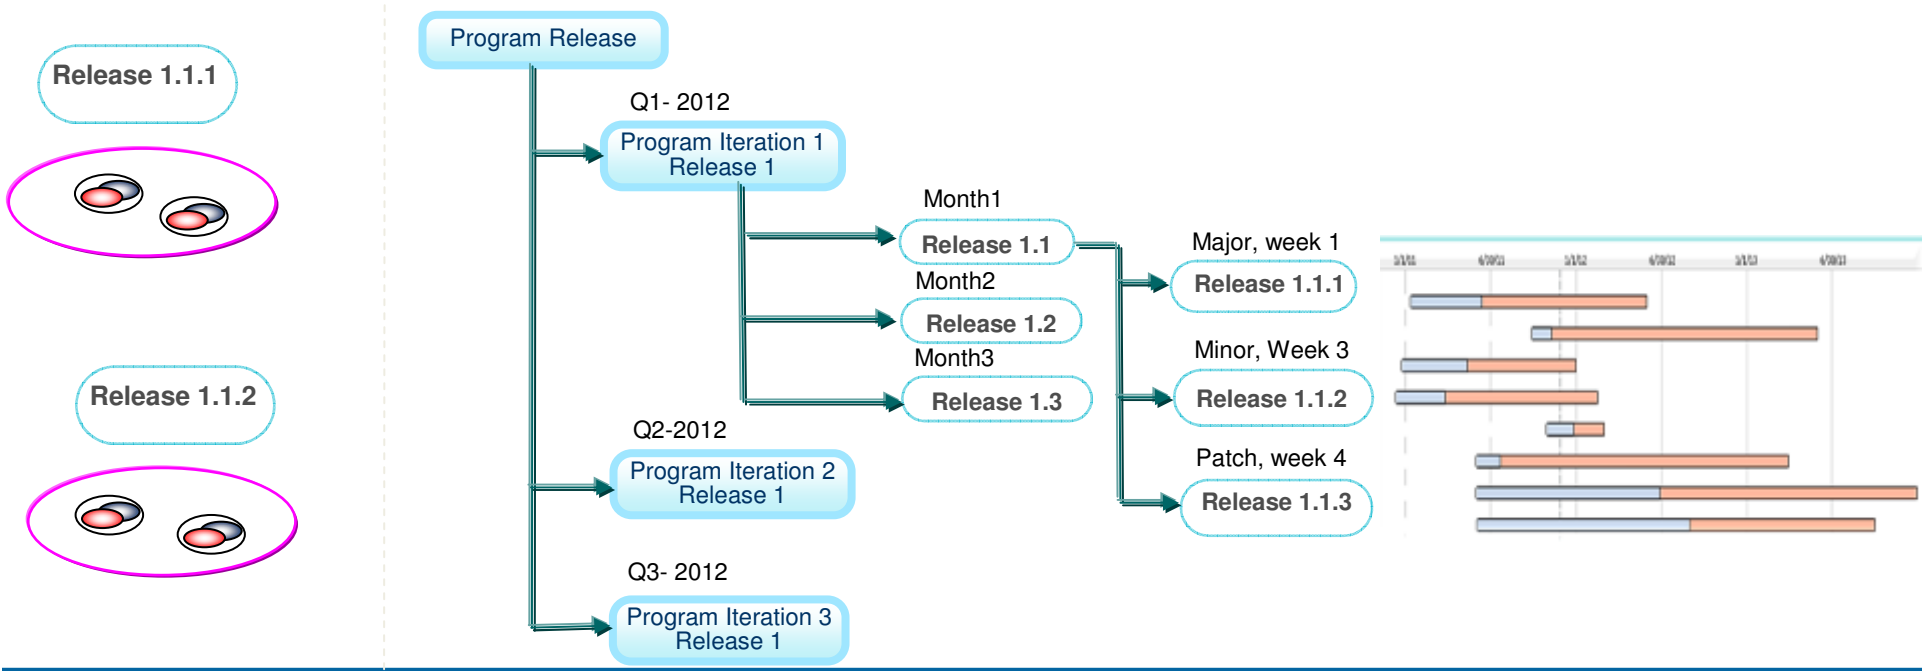 Release 1.1.1
Release 1.1.2
Program Release
Q1- 2012
Program Iteration 1
Release 1
Month1
Release 1.1
Month2
Release 1.2
Month3
Release 1.3
Major, week 1
Release 1.1.1
Minor, Week 3
Release 1.1.2
Patch, week 4
Release 1.1.3
Q2-2012
Program Iteration 2
Release 1
Q3- 2012
Program Iteration 3
Release 1